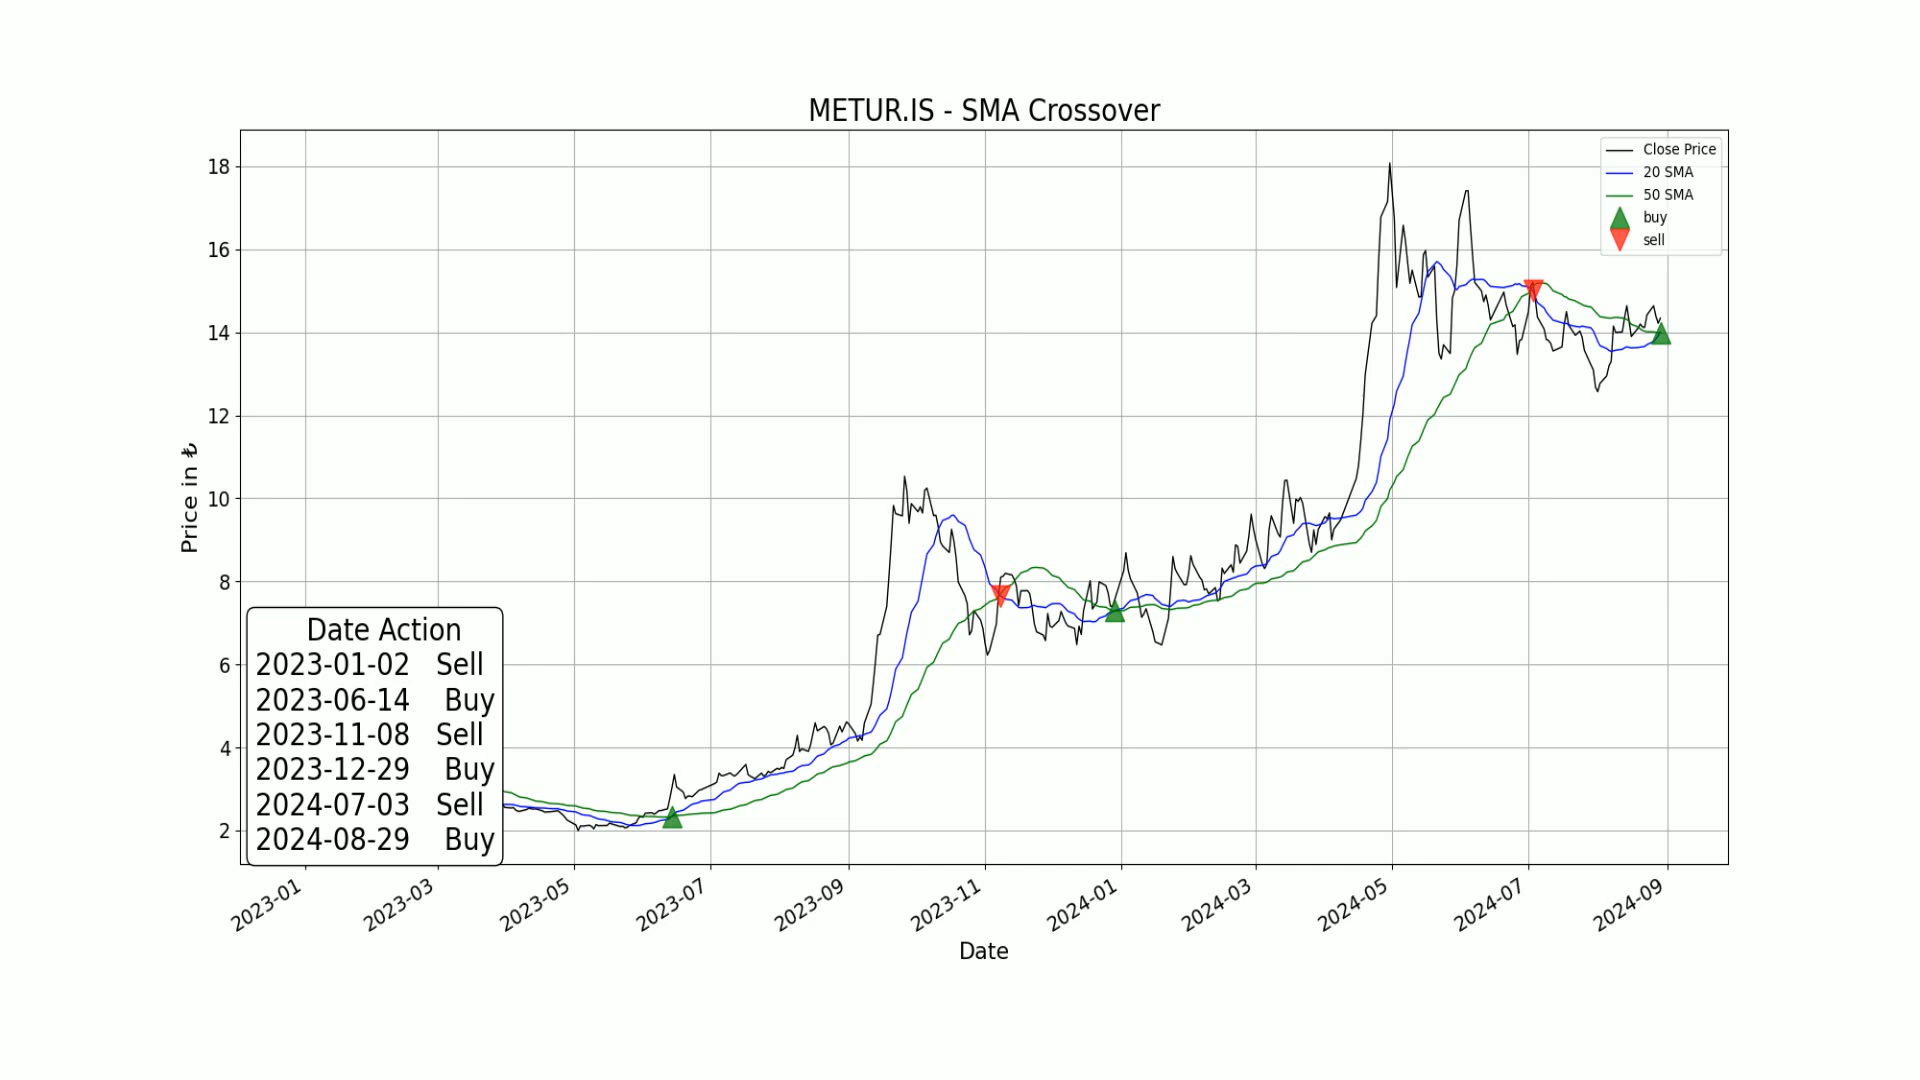 METUR.IS - SMA Crossover
Close Price
20 SMA
50 SMA
buy
sell
18
16
14
12
10
8
6
4
2
Price in ₺
Date Action
2023-01-02 Sell
2023-06-14 Buy
2023-11-08 Sell
2023-12-29 Buy
2024-07-03 Sell
2024-08-29 Buy
2023-01
2023-03
2023-05
2023-07
2023-09
2023-11
2024-01
2024-03
2024-05
2024-07
2024-09
Date